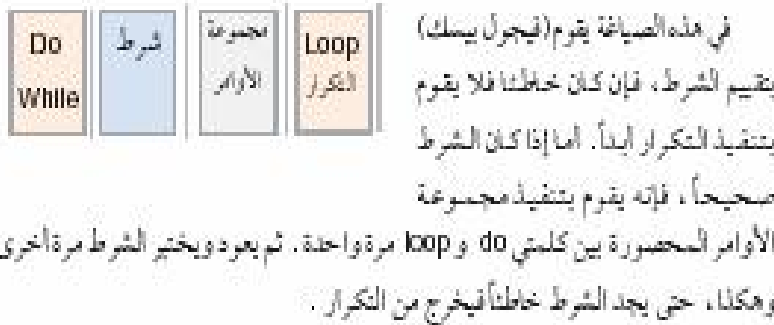 Do
While
شرط
مجموعة
الأوامر
Loop
التكرار
في هذه الصياغة يقوم (فيجول بيسك)
بتقييم الشرط، فإن كان خاطئا فلا يقوم
بتنفيذ التكرار أبداً. أما إذا كان الشرط
صحيحاً، فإنه يقوم بتنفيذ مجموعة
الأوامر المحصورة بين كلمتي do و loop مرة واحدة. ثم يعود ويختبر الشرط مرة أخرى
وهكذا، حتى يجد الشرط خاطئاً فيخرج من التكرار.